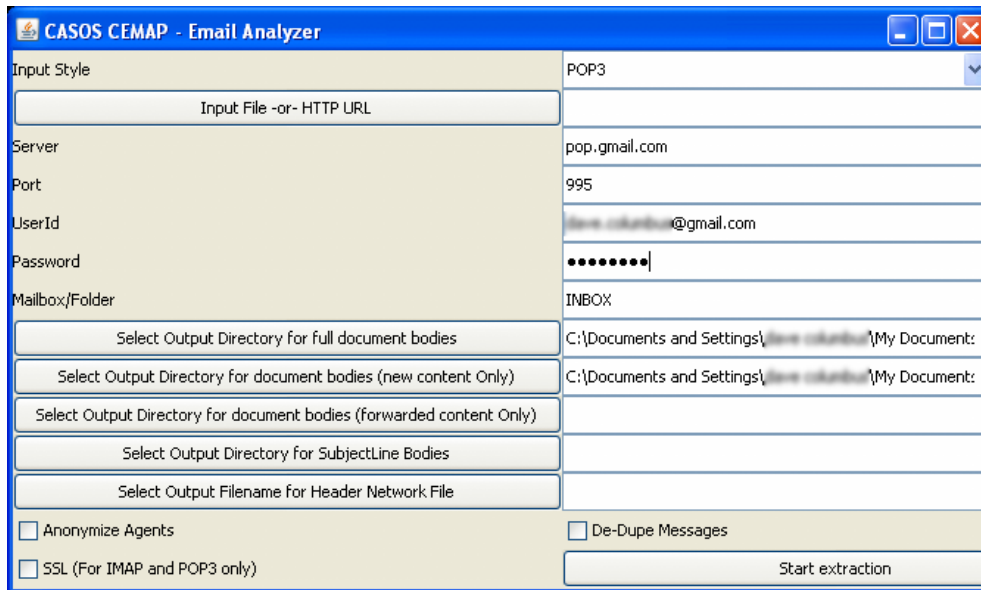 CASOS CEMAP - Email Analyzer
Input Style POP3
Input File -or- HTTP URL
Server pop.gmail.com
Port 995
UserId @gmail.com
Password ••••••••
Mailbox/Folder INBOX
Select Output Directory for full document bodies C:\Documents and Settings\ \My Documents
Select Output Directory for document bodies (new content Only) C:\Documents and Settings\ \My Documents
Select Output Directory for document bodies (forwarded content Only)
Select Output Directory for SubjectLine Bodies
Select Output Filename for Header Network File
Anonymize Agents De-Dupe Messages
SSL (For IMAP and POP3 only) Start extraction